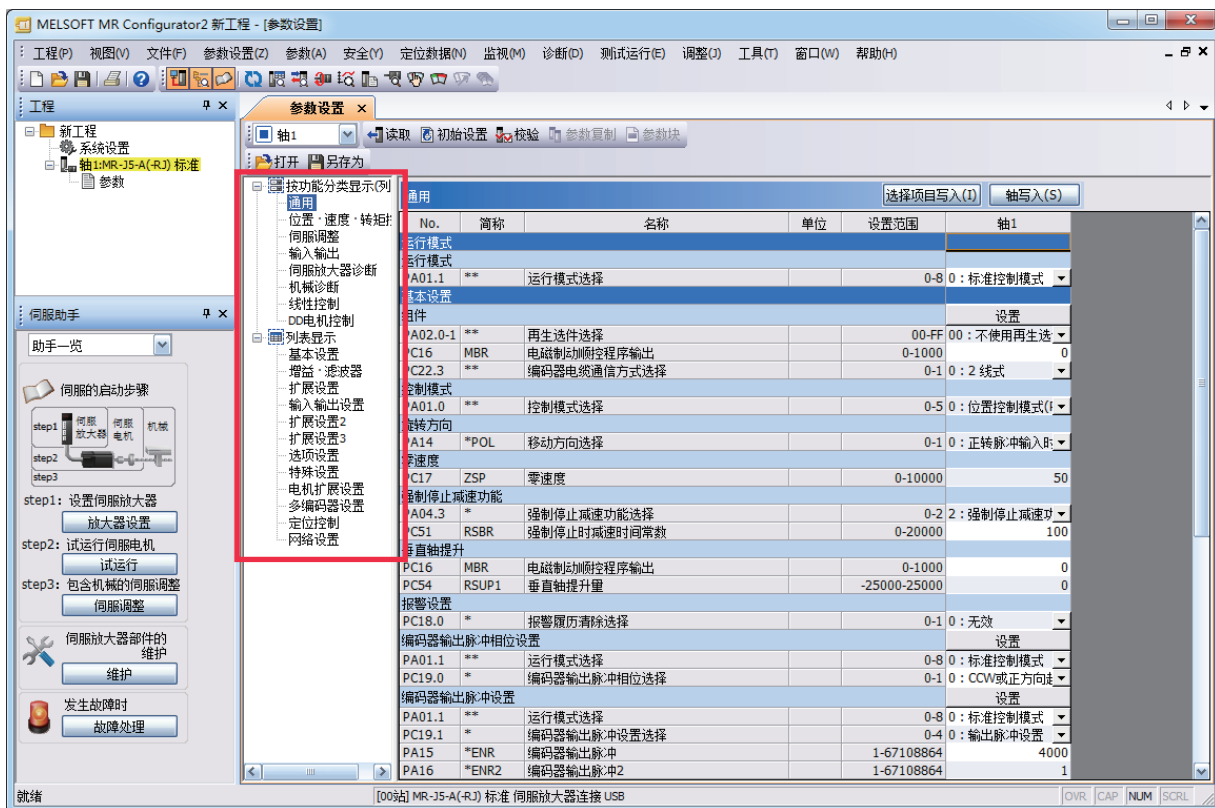 MELSOFT MR Configurator2 新工程 - [参数设置]
工程(P) 视图(V) 文件(F) 参数设置(Z) 参数(A) 安全(Y) 定位数据(N) 监视(M) 诊断(D) 测试运行(E) 调整(J) 工具(T) 窗口(W) 帮助(H)
工程
新工程
系统设置
轴1:MR-J5-A(-RJ) 标准
参数
伺服助手
助手一览
伺服的启动步骤
step1 伺服放大器 伺服电机 机械
step2
step3
step1: 设置伺服放大器
放大器设置
step2: 试运行伺服电机
试运行
step3: 包含机械的伺服调整
伺服调整
伺服放大器部件的
维护
维护
发生故障时
故障处理
参数设置
轴1 读取 初始设置 校验 参数复制 参数块
打开 另存为
按功能分类显示(列
通用
位置·速度·转矩
伺服调整
输入输出
伺服放大器诊断
机械诊断
线性控制
DD电机控制
列表显示
基本设置
增益·滤波器
扩展设置
输入输出设置
扩展设置2
扩展设置3
选项设置
特殊设置
电机扩展设置
多编码器设置
定位控制
网络设置
通用 选择项目写入(I) 轴写入(S)
No. 简称 名称 单位 设置范围 轴1
运行模式
运行模式
PA01.1 ** 运行模式选择 0-8 0：标准控制模式
基本设置
组件 设置
PA02.0-1 ** 再生选件选择 00-FF 00：不使用再生选
PC16 MBR 电磁制动顺控程序输出 0-1000 0
PC22.3 ** 编码器电缆通信方式选择 0-1 0：2 线式
控制模式
PA01.0 ** 控制模式选择 0-5 0：位置控制模式(
旋转方向
PA14 *POL 移动方向选择 0-1 0：正转脉冲输入时
零速度
PC17 ZSP 零速度 0-10000 50
强制停止减速功能
PA04.3 * 强制停止减速功能选择 0-2 2：强制停止减速功
PC51 RSBR 强制停止时减速时间常数 0-20000 100
垂直轴提升
PC16 MBR 电磁制动顺控程序输出 0-1000 0
PC54 RSUP1 垂直轴提升量 -25000-25000 0
报警设置
PC18.0 * 报警履历清除选择 0-1 0：无效
编码器输出脉冲相位设置 设置
PA01.1 ** 运行模式选择 0-8 0：标准控制模式
PC19.0 * 编码器输出脉冲相位选择 0-1 0：CCW或正方向
编码器输出脉冲设置 设置
PA01.1 ** 运行模式选择 0-8 0：标准控制模式
PC19.1 * 编码器输出脉冲设置选择 0-4 0：输出脉冲设置
PA15 *ENR 编码器输出脉冲 1-67108864 4000
PA16 *ENR2 编码器输出脉冲2 1-67108864 1
就绪 [00站] MR-J5-A(-RJ) 标准 伺服放大器连接 USB OVR CAP NUM SCRL